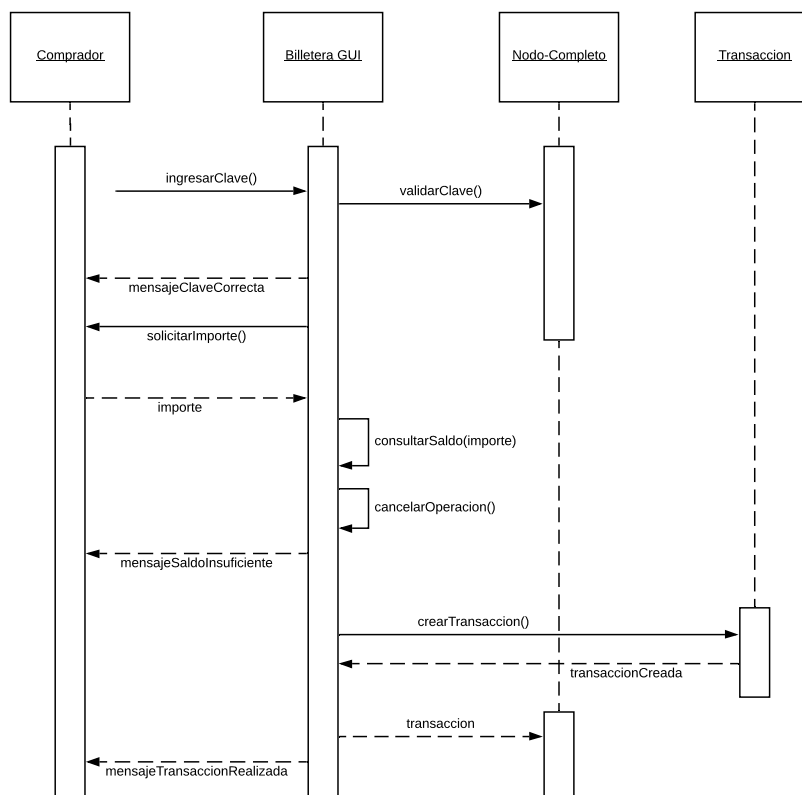 Comprador
Billetera GUI
Nodo-Completo
Transaccion
ingresarClave()
validarClave()
mensajeClaveCorrecta
solicitarImporte()
importe
consultarSaldo(importe)
cancelarOperacion()
mensajeSaldoInsuficiente
crearTransaccion()
transaccionCreada
transaccion
mensajeTransaccionRealizada